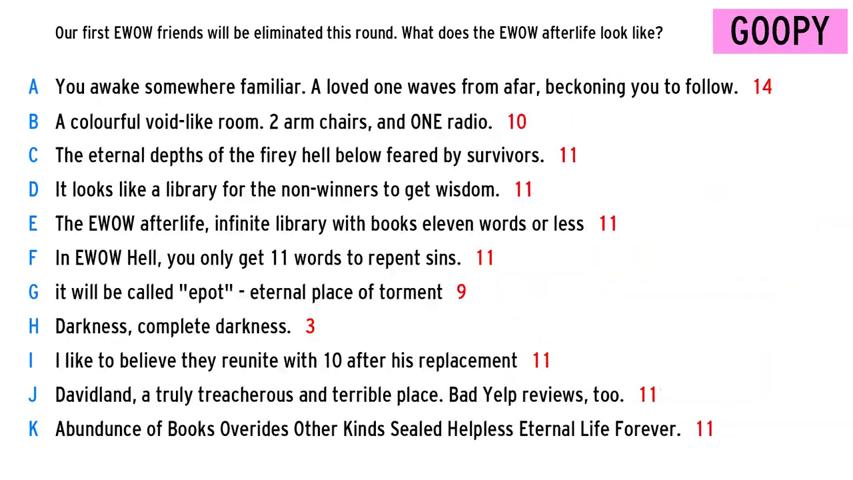 Our first EWOW friends will be eliminated this round. What does the EWOW afterlife look like?
GOOPY
A You awake somewhere familiar. A loved one waves from afar, beckoning you to follow. 14
B A colourful void-like room. 2 arm chairs, and ONE radio. 10
C The eternal depths of the firey hell below feared by survivors. 11
D It looks like a library for the non-winners to get wisdom. 11
E The EWOW afterlife, infinite library with books eleven words or less 11
F In EWOW Hell, you only get 11 words to repent sins. 11
G it will be called "epot" - eternal place of torment 9
H Darkness, complete darkness. 3
I I like to believe they reunite with 10 after his replacement 11
J Davidland, a truly treacherous and terrible place. Bad Yelp reviews, too. 11
K Abundunce of Books Overides Other Kinds Sealed Helpless Eternal Life Forever. 11